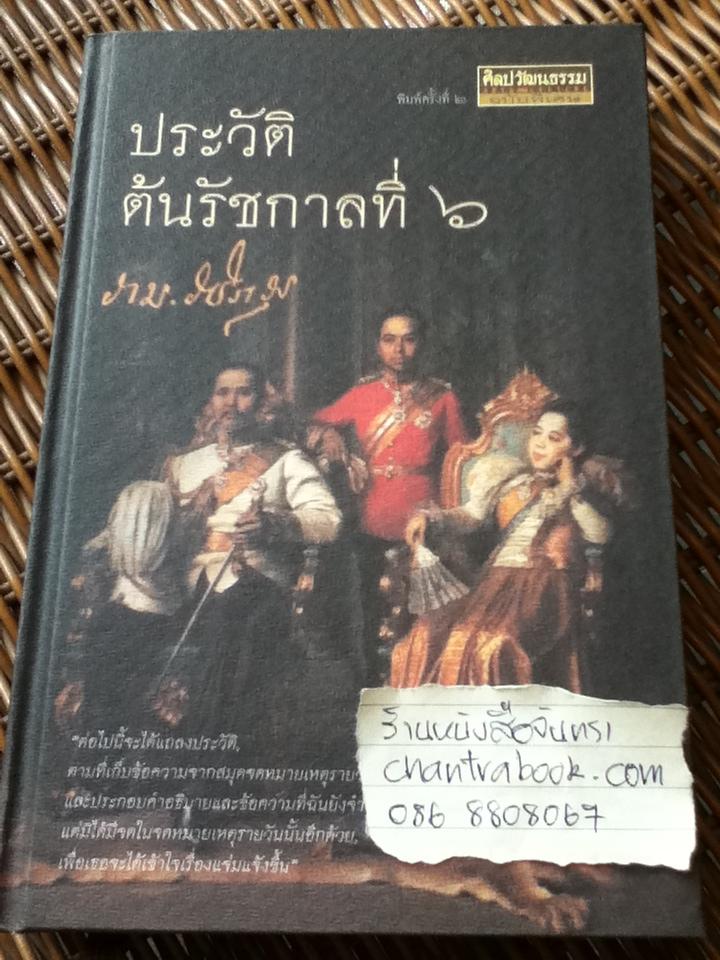 ศิลปวัฒนธรรม
ฉบับพิเศษ
พิมพ์ครั้งที่ ๒
ประวัติ
ต้นรัชกาลที่ ๖
ราม วชิราวุธ
"ต่อไปนี้จะได้แถลงประวัติ,
ตามที่เก็บข้อความจากสมุดจดหมายเหตุรายวัน
และประกอบคำอธิบายและข้อความที่ฉันยังจำ
แต่มิได้มีจดในจดหมายเหตุรายวันนั้นอีกด้วย,
เพื่อเธอจะได้เข้าใจเรื่องแจ่มแจ้งขึ้น"
ร้านหนังสือจันทรา
chantrabook.com
086 8808067